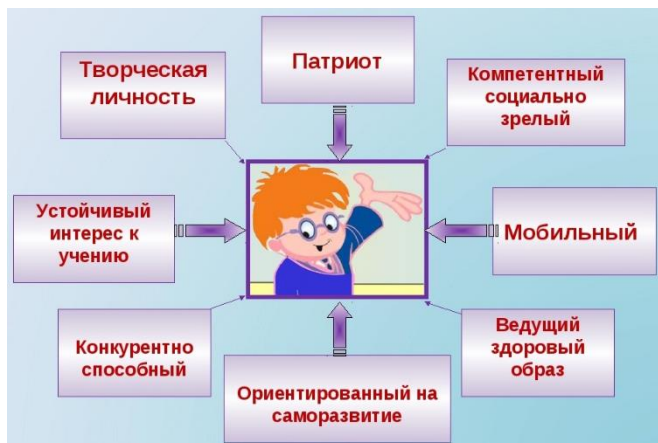 Патриот
Творческая
личность
Компетентный
социально
зрелый
Устойчивый
интерес к
учению
Мобильный
Конкурентно
способный
Ведущий
здоровый
образ
Ориентированный на
саморазвитие